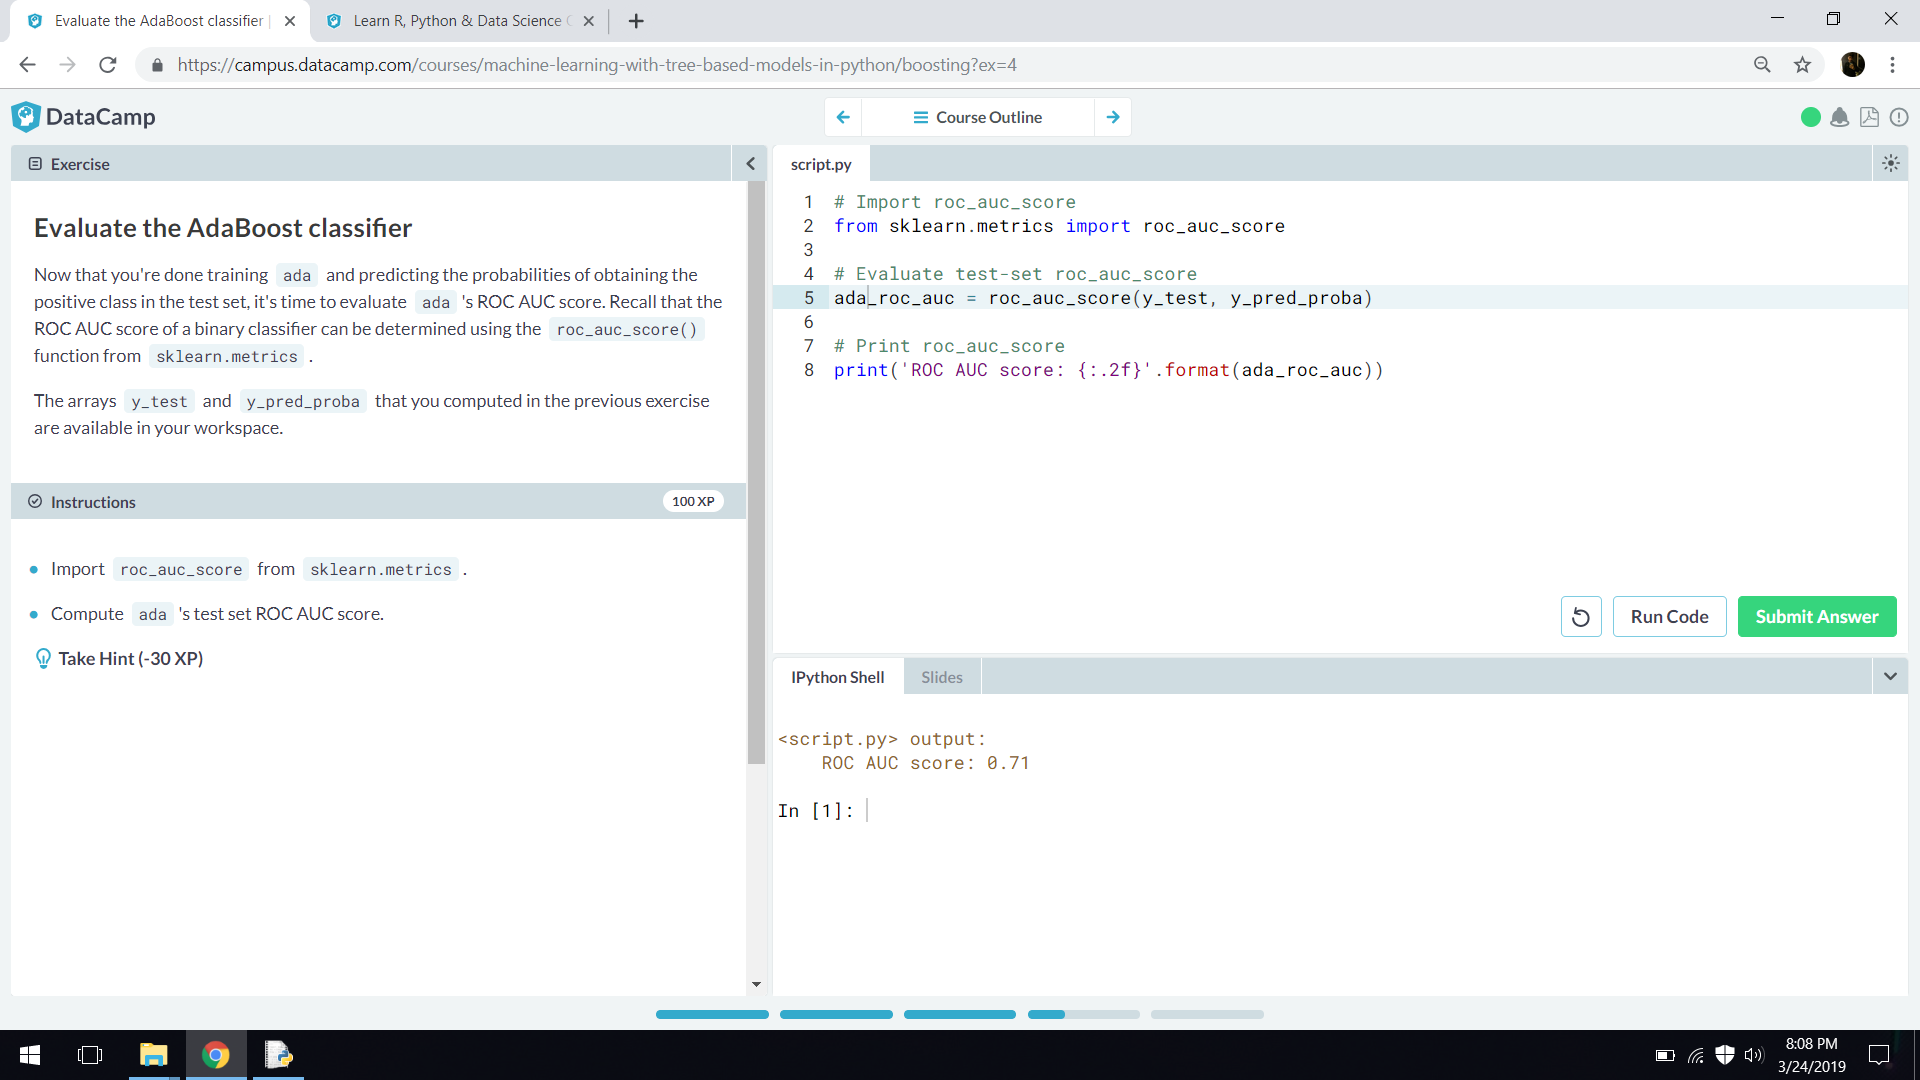 Evaluate the AdaBoost classifier |
Learn R, Python & Data Science
https://campus.datacamp.com/courses/machine-learning-with-tree-based-models-in-python/boosting?ex=4
DataCamp
Course Outline
Exercise
Evaluate the AdaBoost classifier
Now that you're done training ada and predicting the probabilities of obtaining the
positive class in the test set, it's time to evaluate ada 's ROC AUC score. Recall that the
ROC AUC score of a binary classifier can be determined using the roc_auc_score()
function from sklearn.metrics .
The arrays y_test and y_pred_proba that you computed in the previous exercise
are available in your workspace.
Instructions
100 XP
Import roc_auc_score from sklearn.metrics .
Compute ada 's test set ROC AUC score.
Take Hint (-30 XP)
script.py
1 # Import roc_auc_score
2 from sklearn.metrics import roc_auc_score
3
4 # Evaluate test-set roc_auc_score
5 ada_roc_auc = roc_auc_score(y_test, y_pred_proba)
6
7 # Print roc_auc_score
8 print('ROC AUC score: {:.2f}'.format(ada_roc_auc))
Run Code
Submit Answer
IPython Shell
Slides
<script.py> output:
ROC AUC score: 0.71
In [1]:
8:08 PM
3/24/2019